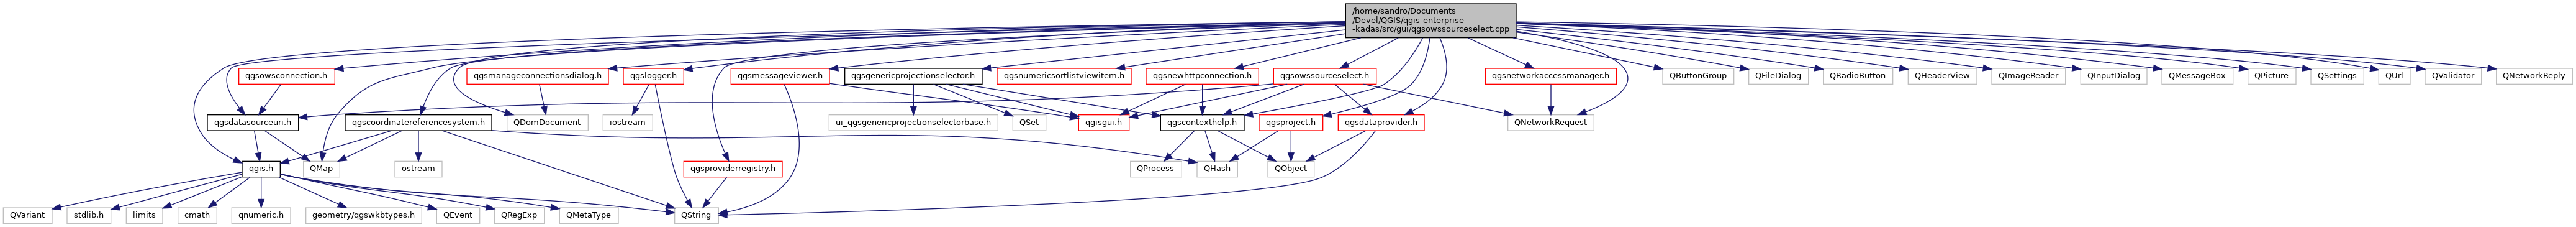 /home/sandro/Documents
/Devel/QGIS/qgis-enterprise
-kadas/src/gui/qgsowssourceselect.cpp
qgsowsconnection.h
qgsmanageconnectionsdialog.h
qgslogger.h
qgsmessageviewer.h
qgsgenericprojectionselector.h
qgsnumericsortlistviewitem.h
qgsnewhttpconnection.h
qgsowssourceselect.h
qgsnetworkaccessmanager.h
QButtonGroup
QFileDialog
QRadioButton
QHeaderView
QImageReader
QInputDialog
QMessageBox
QPicture
QSettings
QUrl
QValidator
QNetworkReply
qgsdatasourceuri.h
qgscoordinatereferencesystem.h
QDomDocument
iostream
ui_qgsgenericprojectionselectorbase.h
QSet
qgisgui.h
qgscontexthelp.h
qgsproject.h
qgsdataprovider.h
QNetworkRequest
qgis.h
QMap
ostream
qgsproviderregistry.h
QProcess
QHash
QObject
QVariant
stdlib.h
limits
cmath
qnumeric.h
geometry/qgswkbtypes.h
QEvent
QRegExp
QMetaType
QString